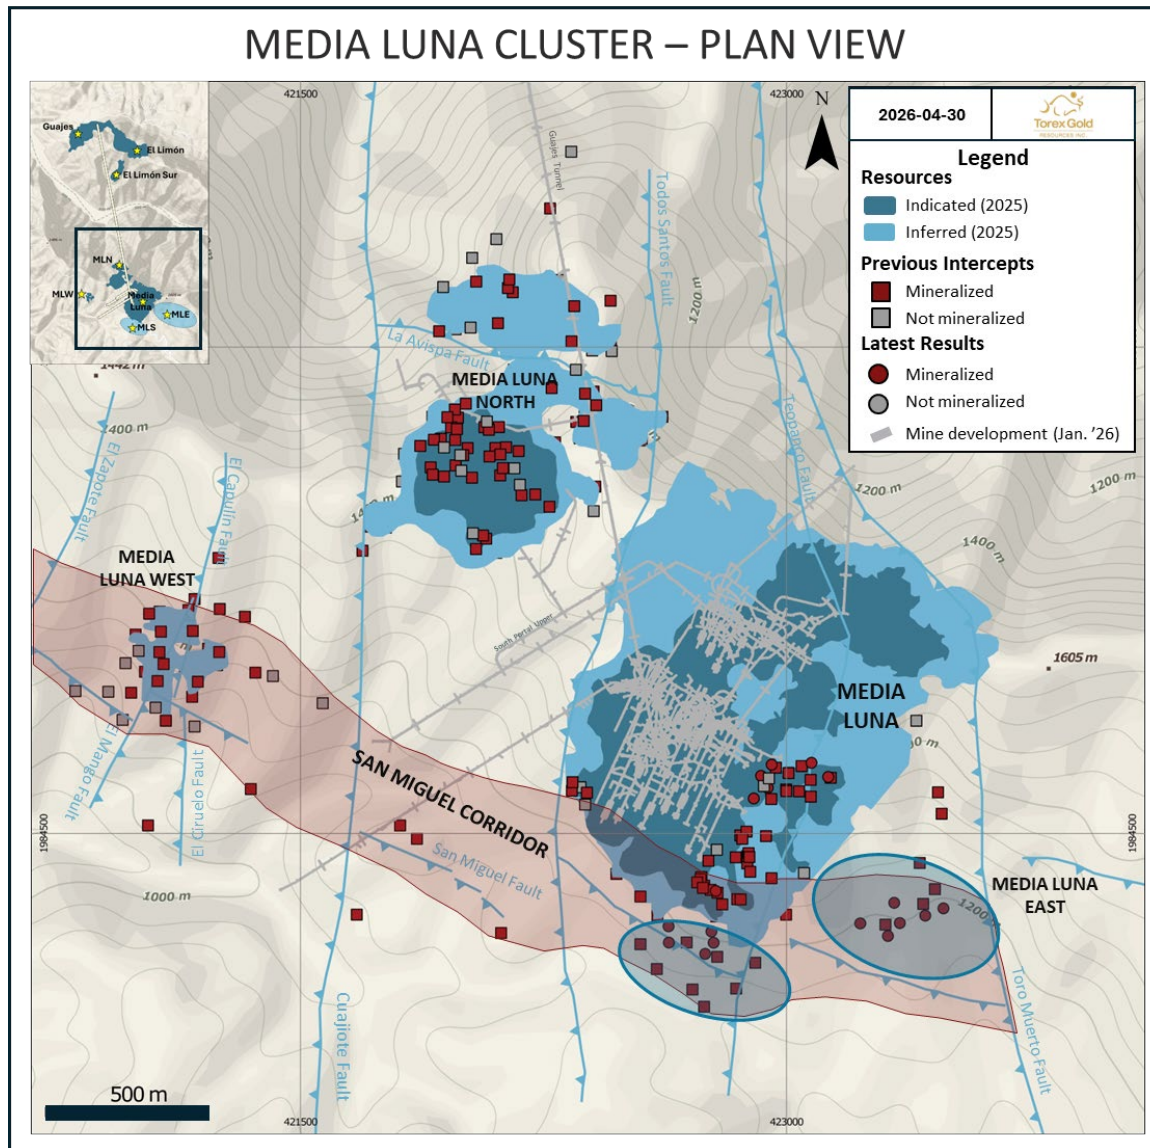 MEDIA LUNA CLUSTER – PLAN VIEW
421500
423000
N
2026-04-30
Torex Gold
RESOURCES INC.
Legend
Resources
Indicated (2025)
Inferred (2025)
Previous Intercepts
Mineralized
Not mineralized
Latest Results
Mineralized
Not mineralized
Mine development (Jan. '26)
Guajes
El Limón
El Limón Sur
MLN
MLW
Media
Luna
MLE
MLS
Guajes Tunnel
Todos Santos Fault
1200 m
La Avispa Fault
1442 m
MEDIA LUNA
NORTH
Teopantro Fault
1400 m
1200 m
1200 m
1400 m
El Zapote Fault
El Capulín Fault
MEDIA
LUNA WEST
South Portal Upper
1605 m
MEDIA
LUNA
El Mango Fault
El Ciruelo Fault
SAN MIGUEL CORRIDOR
San Miguel Fault
1984500
1984500
1000 m
MEDIA LUNA
EAST
1200 m
Cuajiote Fault
Toro Muerto Fault
500 m
421500
423000